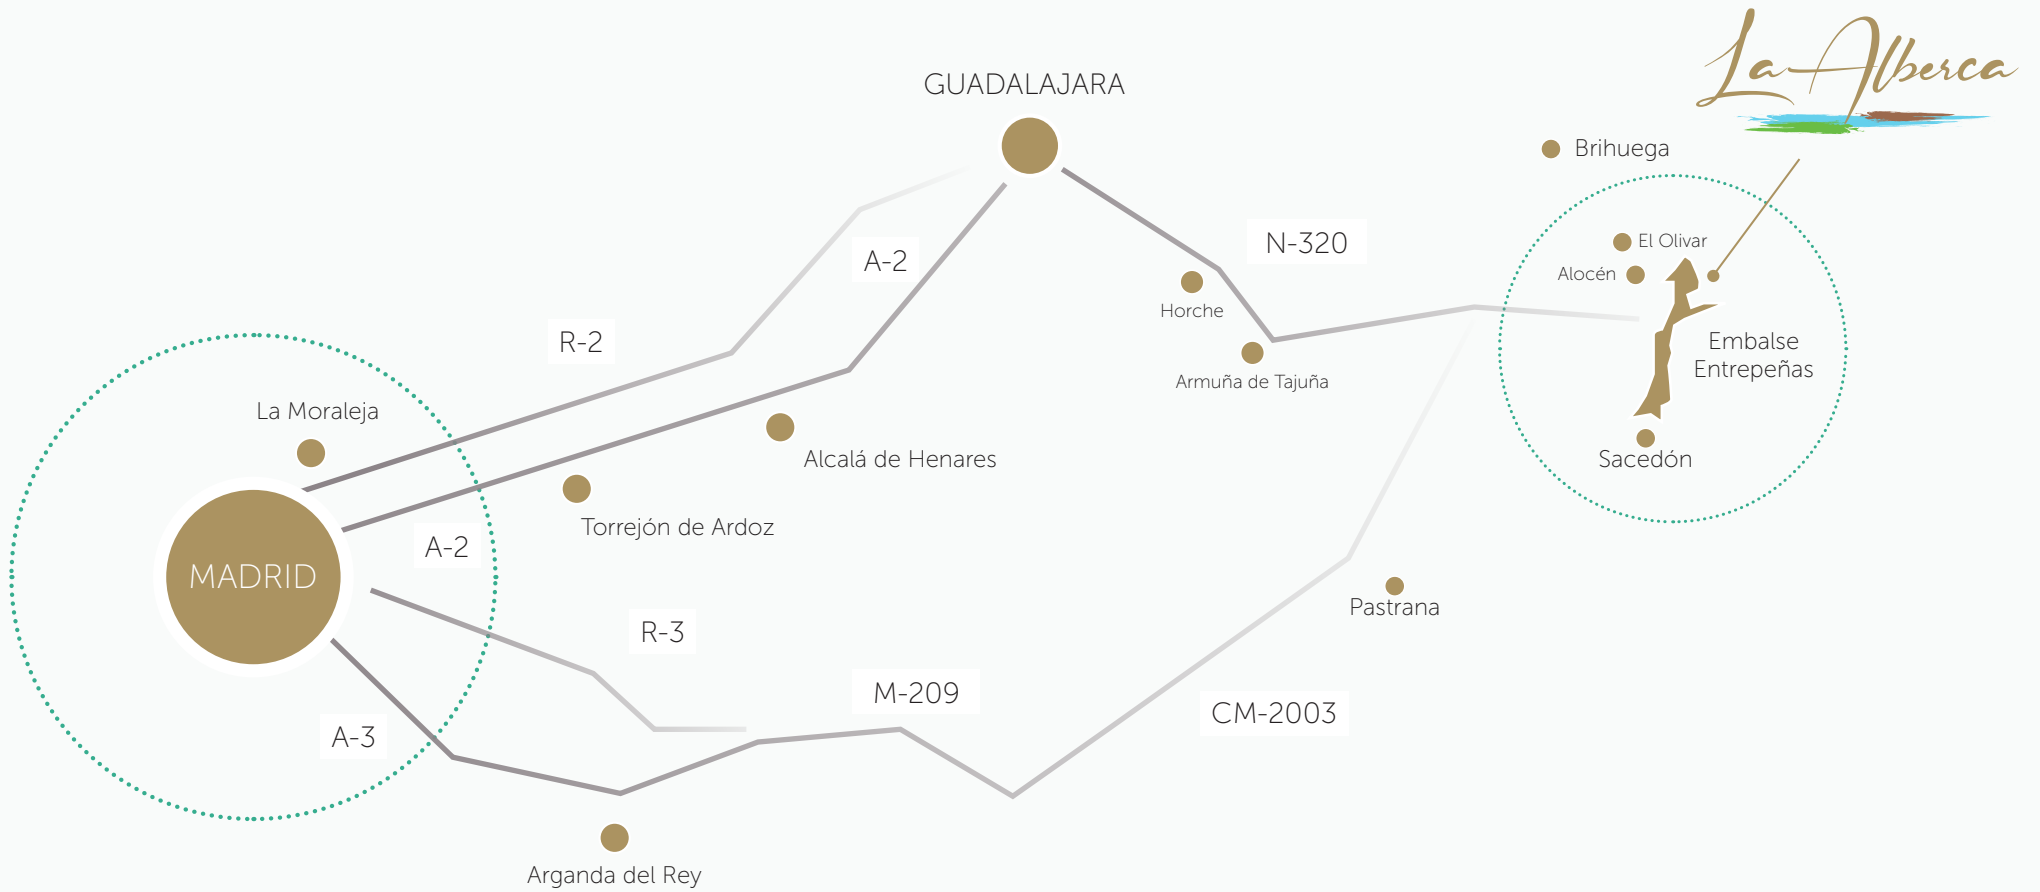 La Alberca
GUADALAJARA
Brihuega
N-320
El Olivar
A-2
Alocén
Horche
R-2
Embalse
Entrepeñas
Armuña de Tajuña
La Moraleja
Alcalá de Henares
Sacedón
Torrejón de Ardoz
A-2
MADRID
Pastrana
R-3
M-209
CM-2003
A-3
Arganda del Rey